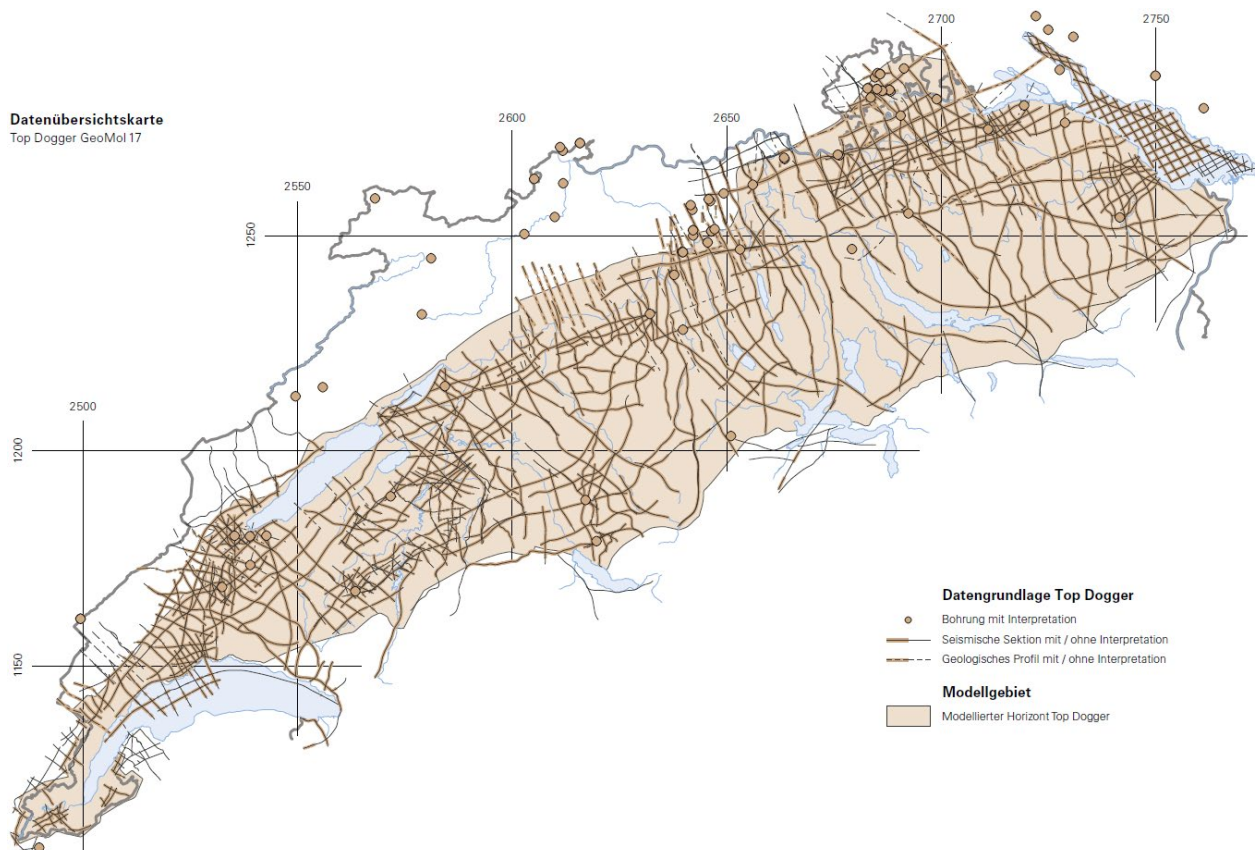 Datenübersichtskarte
Top Dogger GeoMol 17
2500
2550
2600
2650
2700
2750
1250
1200
1150
Datengrundlage Top Dogger
Bohrung mit Interpretation
Seismische Sektion mit / ohne Interpretation
Geologisches Profil mit / ohne Interpretation
Modellgebiet
Modellierter Horizont Top Dogger